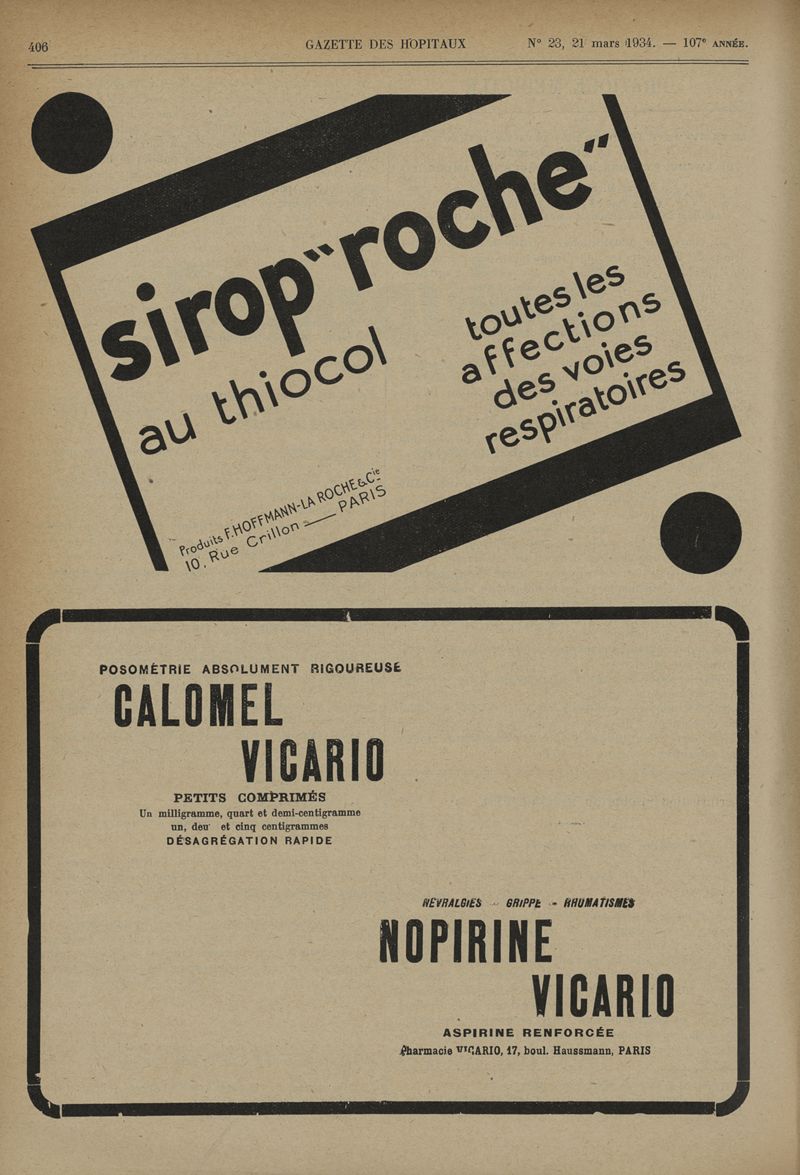 406
GAZETTE DES HOPITAUX
N° 23, 21 mars 1934. — 107e ANNÉE.
sirop "roche"
au thiocol
toutes les
affections
des voies
respiratoires
Produits F. HOFFMANN-LA ROCHE & Cie
10, Rue Crillon — PARIS
POSOMÉTRIE ABSOLUMENT RIGOUREUSE
CALOMEL
VICARIO
PETITS COMPRIMÉS
Un milligramme, quart et demi-centigramme
un, deu et cinq centigrammes
DÉSAGRÉGATION RAPIDE
NÉVRALGIES - GRIPPE - RHUMATISMES
NOPIRINE
VICARIO
ASPIRINE RENFORCÉE
Pharmacie VICARIO, 17, boul. Haussmann, PARIS